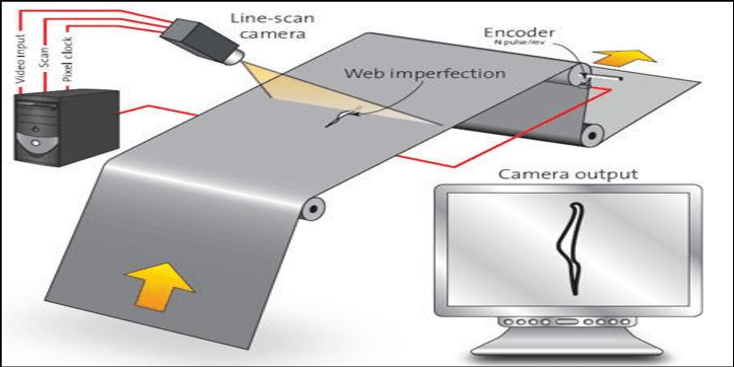 Line-scan
camera
Video input
Scan
Pixel clock
Encoder
N pulse/rev
Web imperfection
Camera output